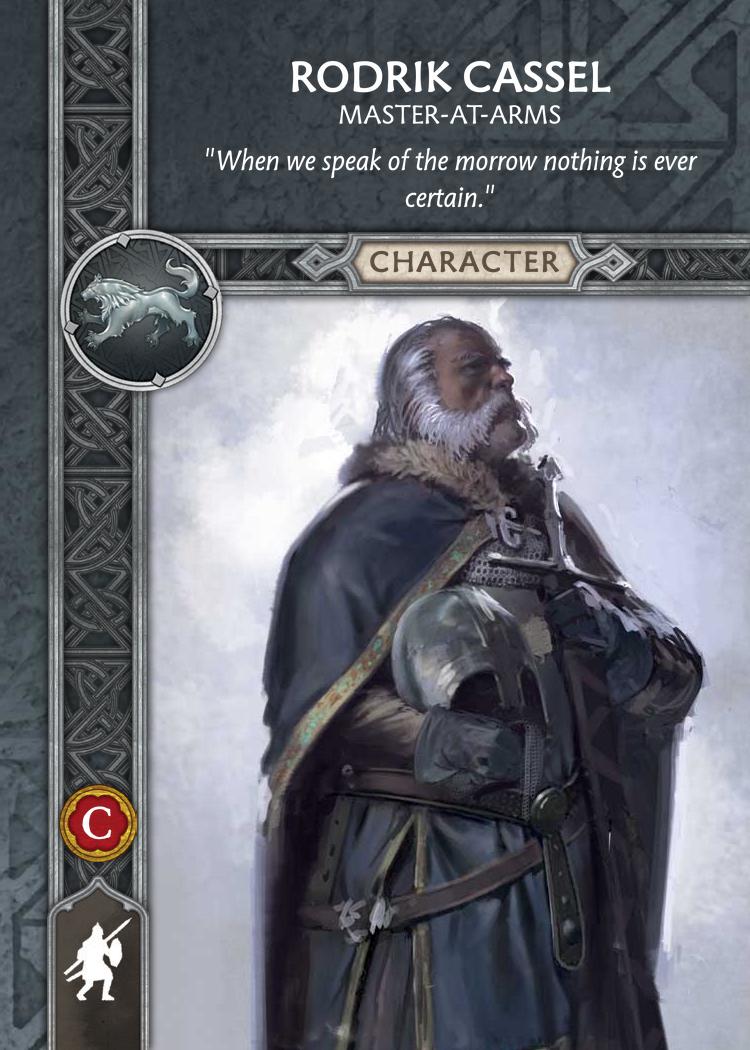 RODRIK CASSEL
MASTER-AT-ARMS
"When we speak of the morrow nothing is ever
certain."
CHARACTER
C